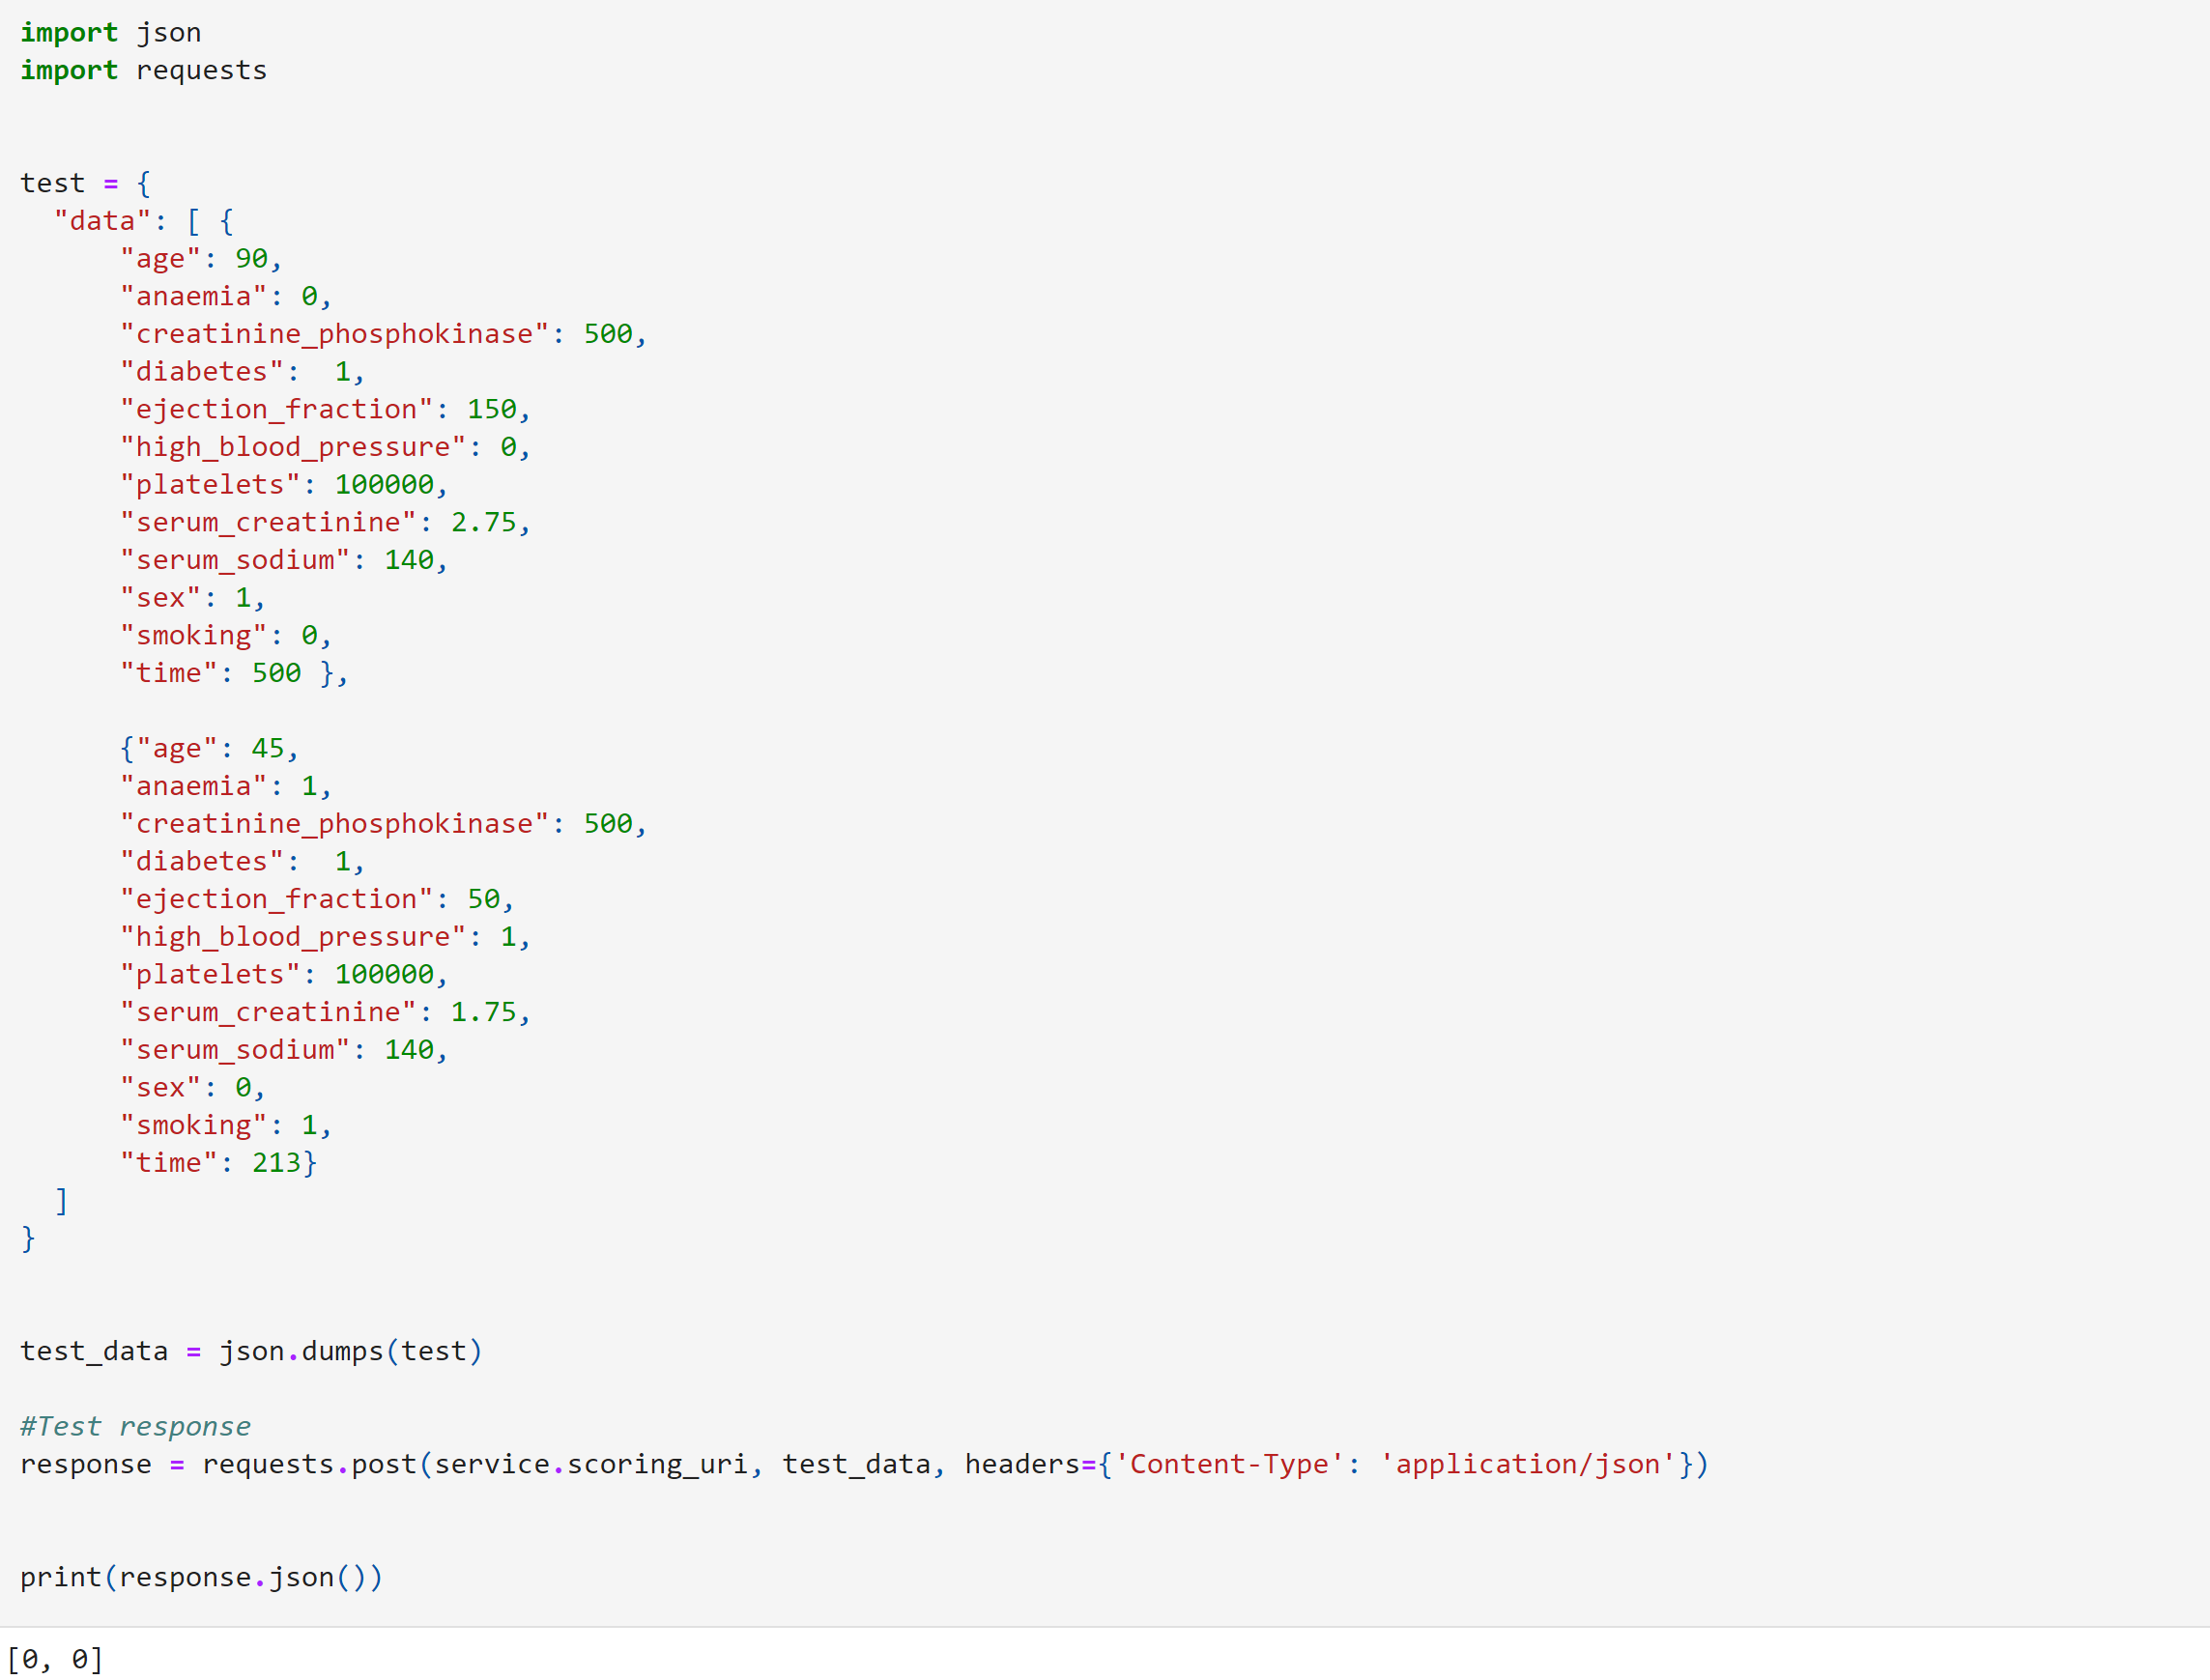 import json
import requests
test = {
  "data": [ {
      "age": 90,
      "anaemia": 0,
      "creatinine_phosphokinase": 500,
      "diabetes":  1,
      "ejection_fraction": 150,
      "high_blood_pressure": 0,
      "platelets": 100000,
      "serum_creatinine": 2.75,
      "serum_sodium": 140,
      "sex": 1,
      "smoking": 0,
      "time": 500 },
      {"age": 45,
      "anaemia": 1,
      "creatinine_phosphokinase": 500,
      "diabetes":  1,
      "ejection_fraction": 50,
      "high_blood_pressure": 1,
      "platelets": 100000,
      "serum_creatinine": 1.75,
      "serum_sodium": 140,
      "sex": 0,
      "smoking": 1,
      "time": 213}
  ]
}
test_data = json.dumps(test)
#Test response
response = requests.post(service.scoring_uri, test_data, headers={'Content-Type': 'application/json'})
print(response.json())
[0, 0]